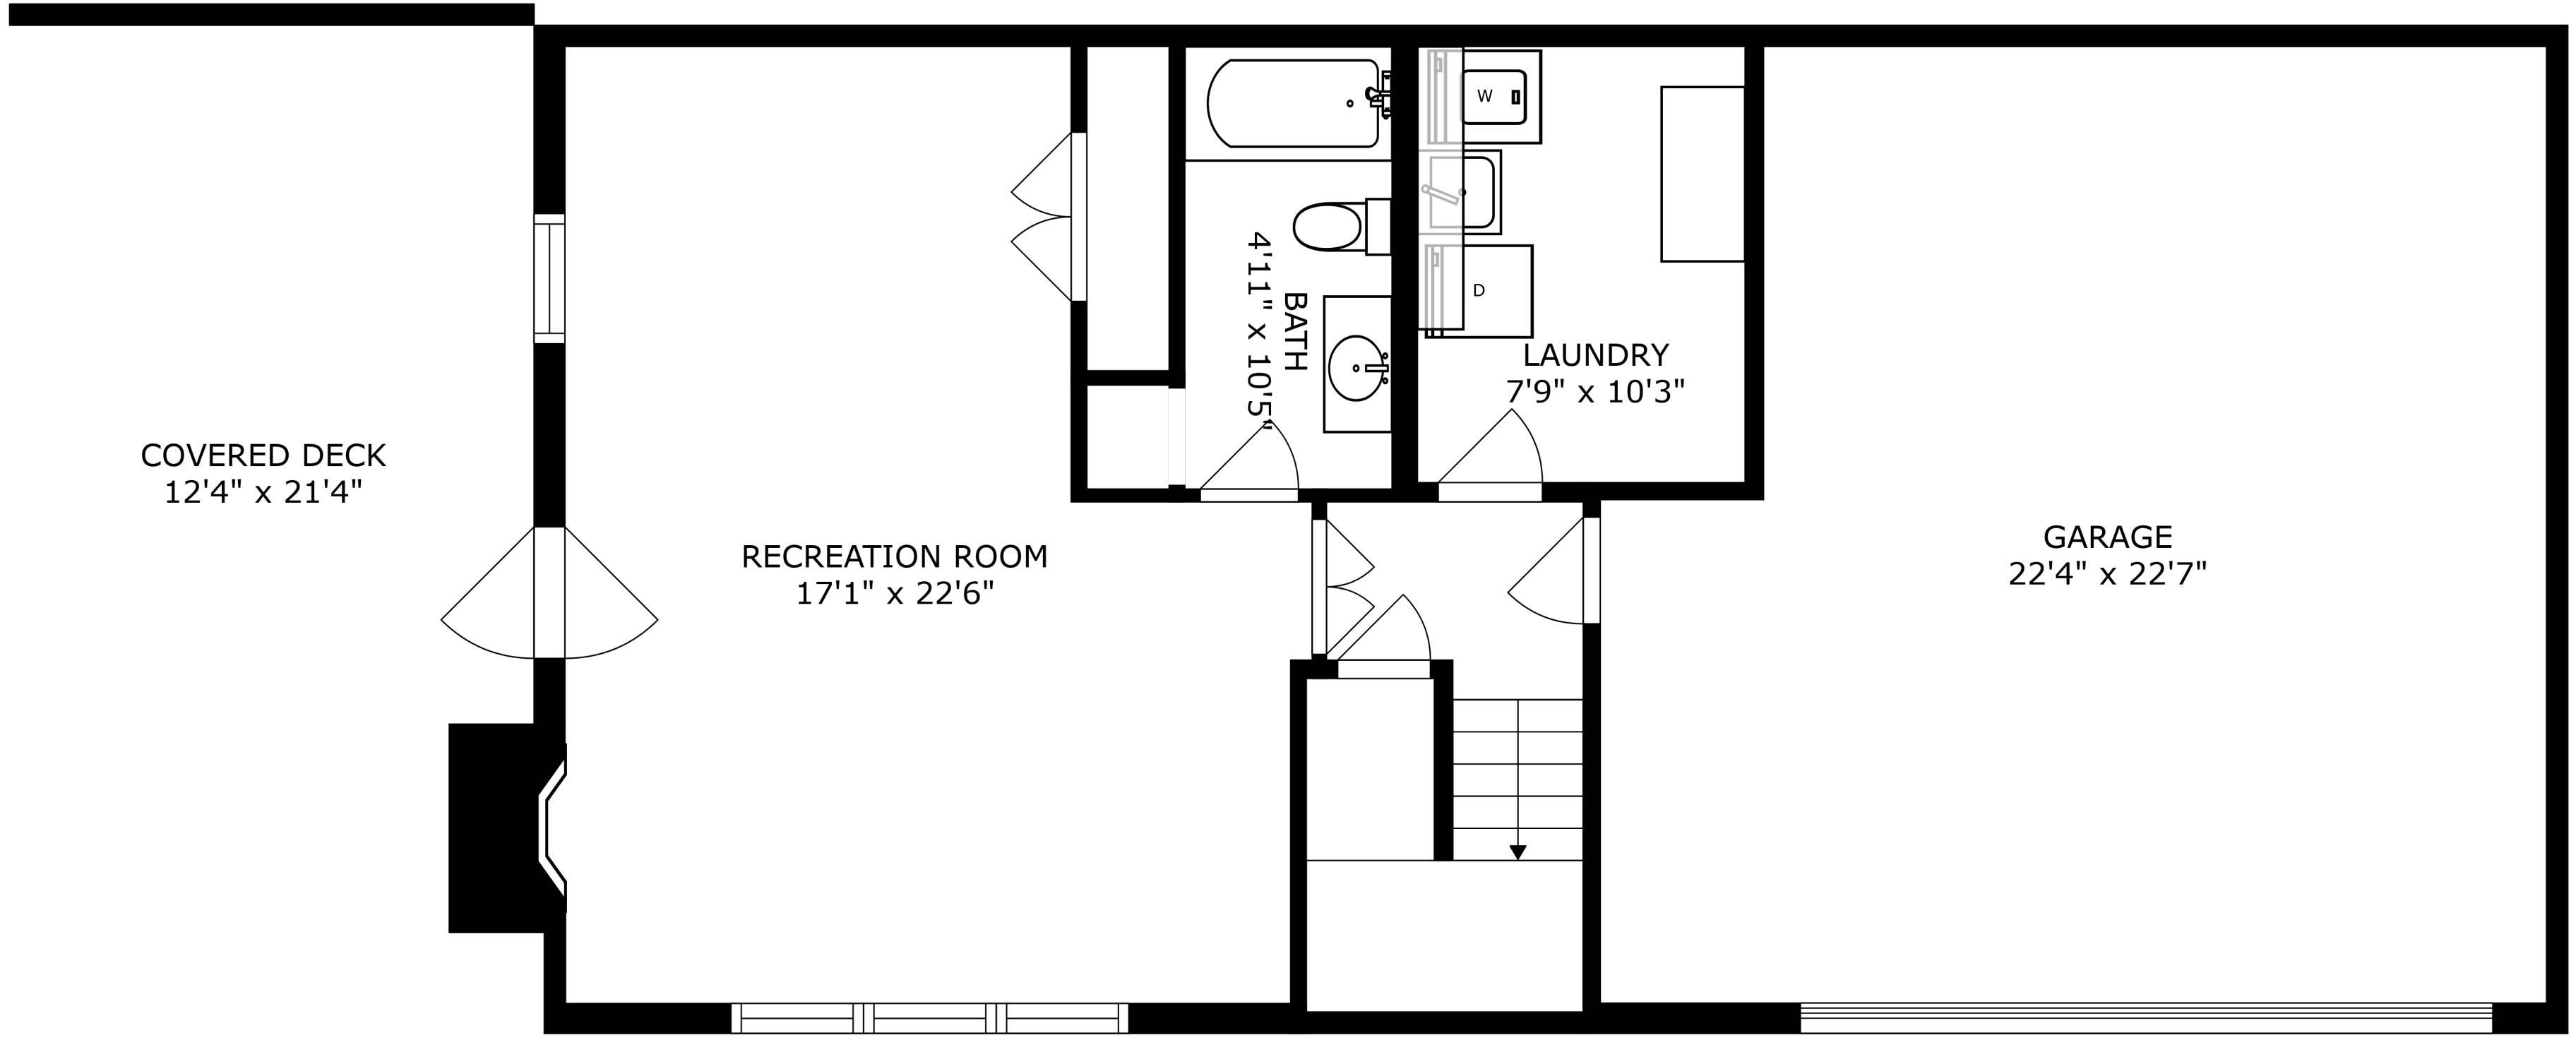 COVERED DECK
12'4" x 21'4"
RECREATION ROOM
17'1" x 22'6"
BATH
4'11" x 10'5"
W
D
LAUNDRY
7'9" x 10'3"
GARAGE
22'4" x 22'7"